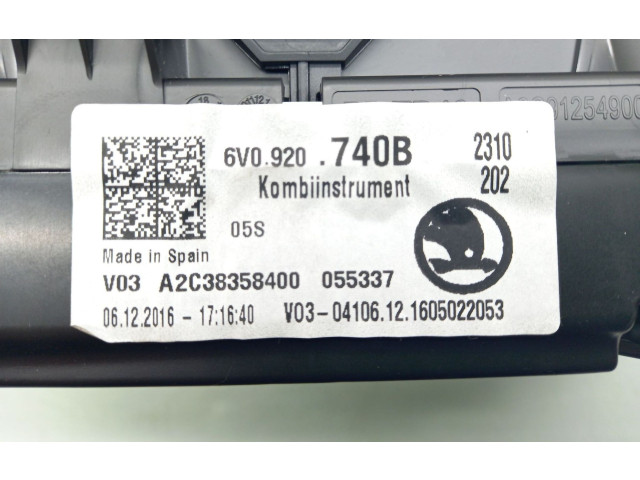 6V0.920 .740B 2310
Kombiinstrument 202
05S
Made in Spain
V03 A2C38358400 055337
06.12.2016 - 17:16:40 V03-04106.12.1605022053